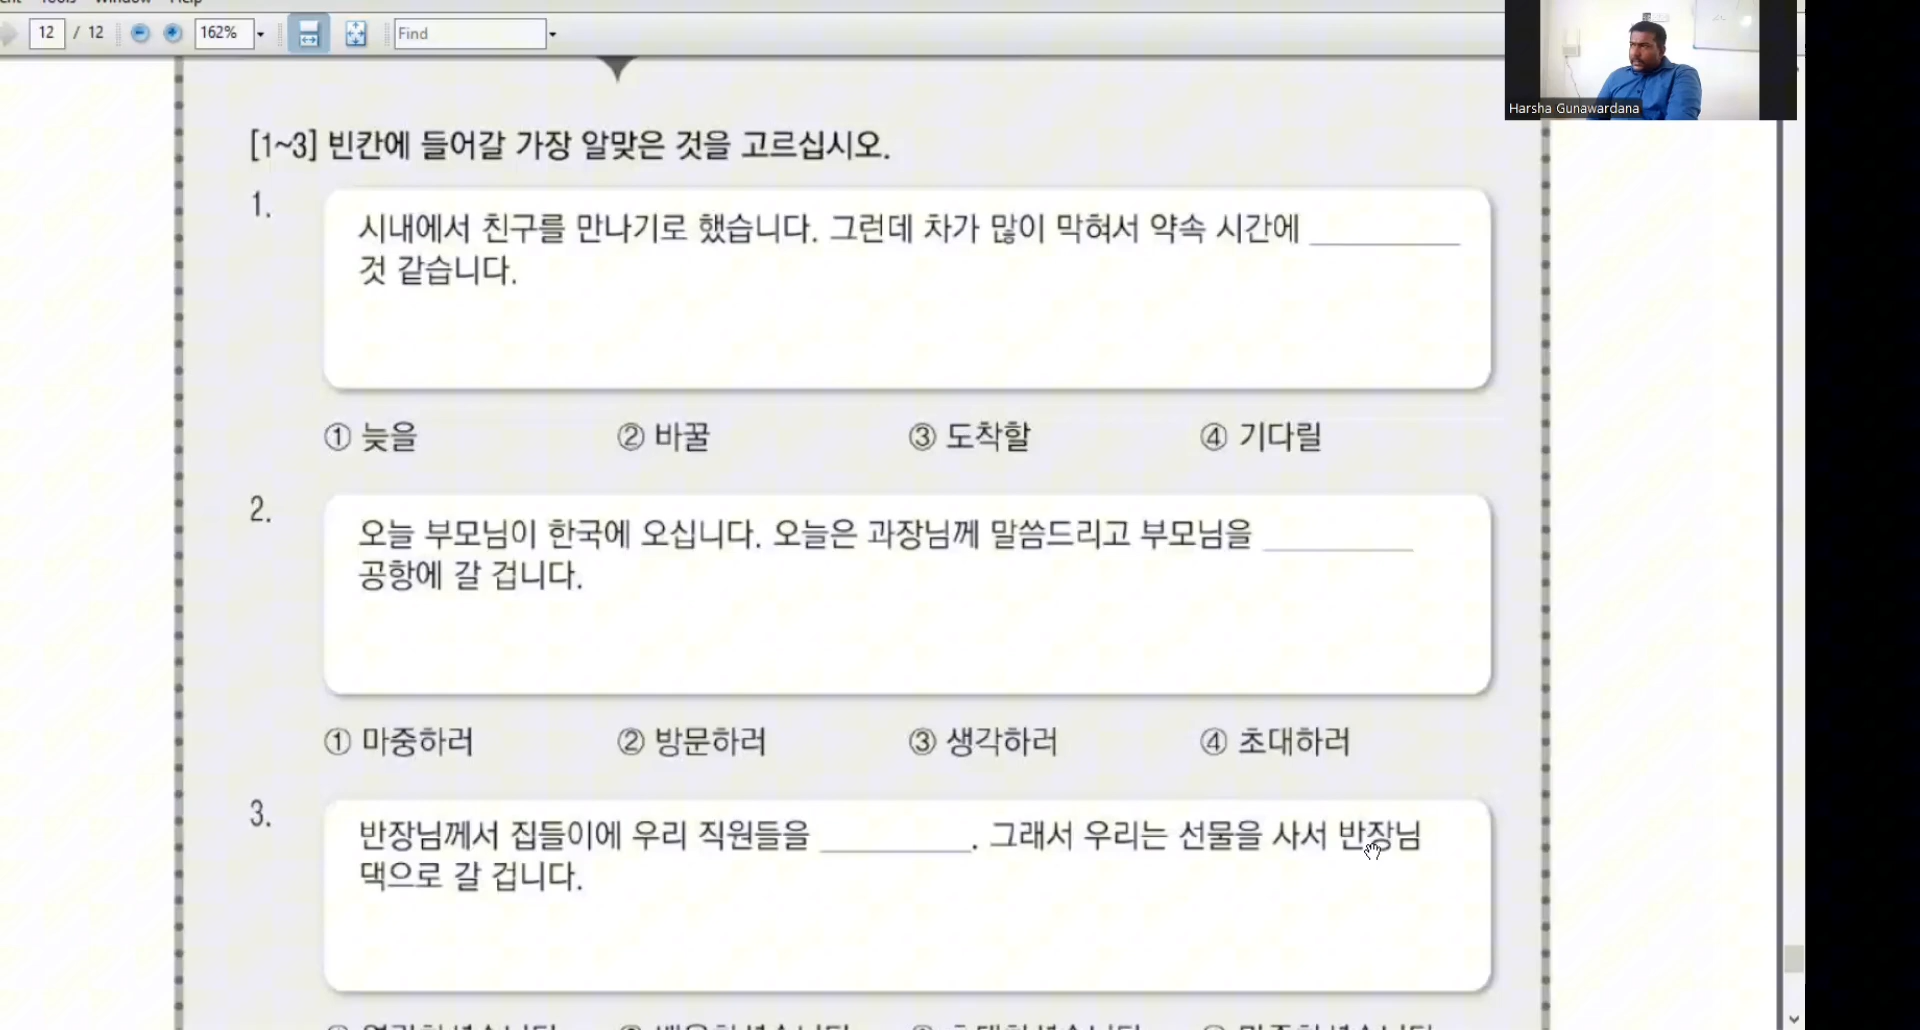 Tools Window Help
12 / 12 162% Find
Harsha Gunawardana
[1~3] 빈칸에 들어갈 가장 알맞은 것을 고르십시오.
1.
시내에서 친구를 만나기로 했습니다. 그런데 차가 많이 막혀서 약속 시간에 __________
것 같습니다.
① 늦을 ② 바꿀 ③ 도착할 ④ 기다릴
2.
오늘 부모님이 한국에 오십니다. 오늘은 과장님께 말씀드리고 부모님을 __________
공항에 갈 겁니다.
① 마중하러 ② 방문하러 ③ 생각하러 ④ 초대하러
3.
반장님께서 집들이에 우리 직원들을 __________. 그래서 우리는 선물을 사서 반장님
댁으로 갈 겁니다.